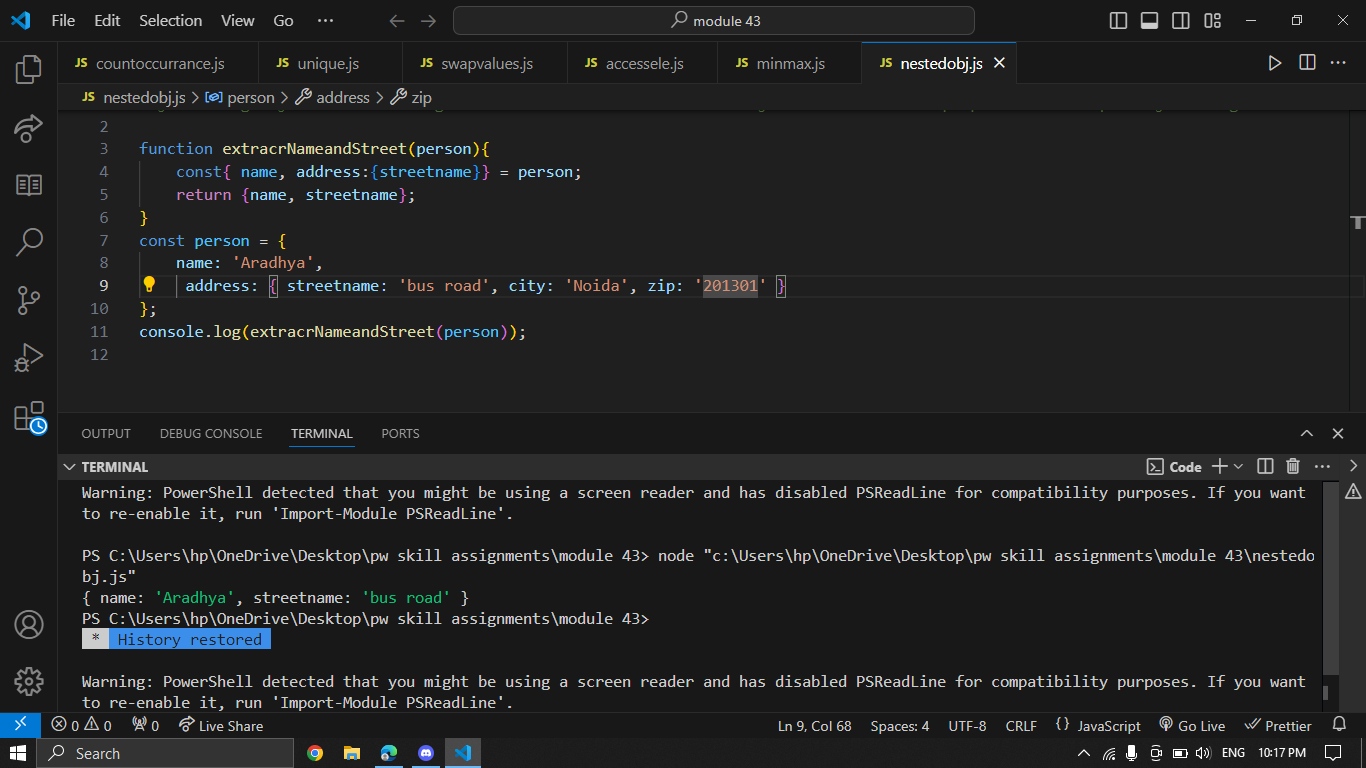 File Edit Selection View Go ··· module 43
JS countoccurrance.js JS unique.js JS swapvalues.js JS accessele.js JS minmax.js JS nestedobj.js
JS nestedobj.js > person > address > zip
2
3 function extracrNameandStreet(person){
4 const{ name, address:{streetname}} = person;
5 return {name, streetname};
6 }
7 const person = {
8 name: 'Aradhya',
9 address: { streetname: 'bus road', city: 'Noida', zip: '201301' }
10 };
11 console.log(extracrNameandStreet(person));
12
OUTPUT DEBUG CONSOLE TERMINAL PORTS
TERMINAL Code
Warning: PowerShell detected that you might be using a screen reader and has disabled PSReadLine for compatibility purposes. If you want
to re-enable it, run 'Import-Module PSReadLine'.
PS C:\Users\hp\OneDrive\Desktop\pw skill assignments\module 43> node "c:\Users\hp\OneDrive\Desktop\pw skill assignments\module 43\nestedo
bj.js"
{ name: 'Aradhya', streetname: 'bus road' }
PS C:\Users\hp\OneDrive\Desktop\pw skill assignments\module 43>
* History restored
Warning: PowerShell detected that you might be using a screen reader and has disabled PSReadLine for compatibility purposes. If you want
to re-enable it, run 'Import-Module PSReadLine'.
0 0 0 Live Share Ln 9, Col 68 Spaces: 4 UTF-8 CRLF {} JavaScript Go Live Prettier
Search ENG 10:17 PM